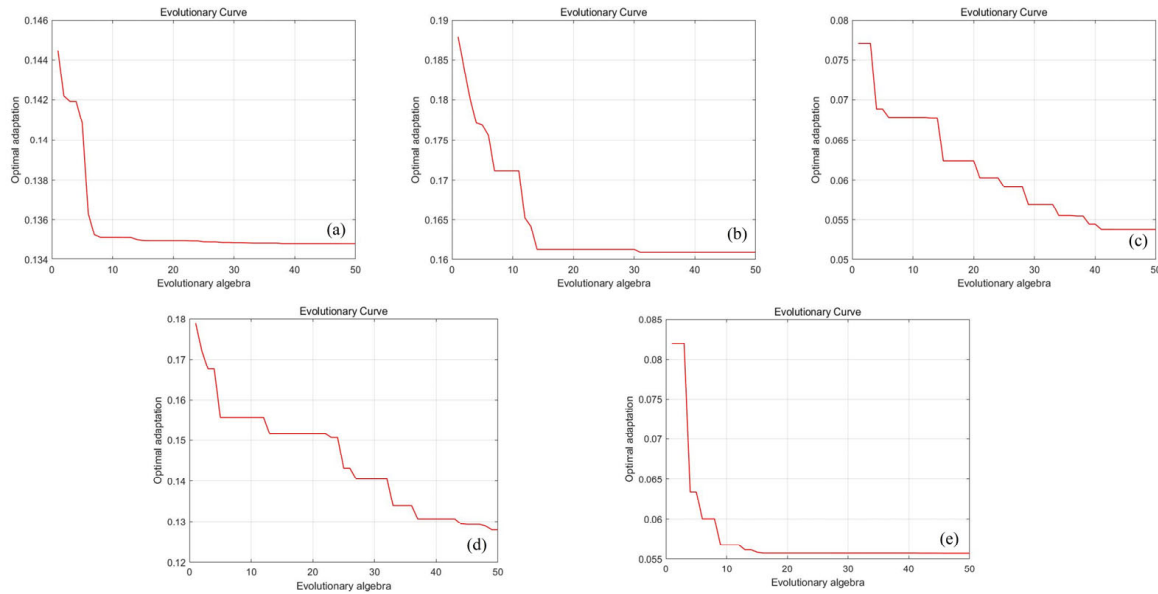 Evolutionary Curve
0.146
0.144
0.142
0.14
0.138
0.136
0.134
Optimal adaptation
0 10 20 30 40 50
Evolutionary algebra
(a)
Evolutionary Curve
0.19
0.185
0.18
0.175
0.17
0.165
0.16
Optimal adaptation
0 10 20 30 40 50
Evolutionary algebra
(b)
Evolutionary Curve
0.08
0.075
0.07
0.065
0.06
0.055
0.05
Optimal adaptation
0 10 20 30 40 50
Evolutionary algebra
(c)
Evolutionary Curve
0.18
0.17
0.16
0.15
0.14
0.13
0.12
Optimal adaptation
0 10 20 30 40 50
Evolutionary algebra
(d)
Evolutionary Curve
0.085
0.08
0.075
0.07
0.065
0.06
0.055
Optimal adaptation
0 10 20 30 40 50
Evolutionary algebra
(e)